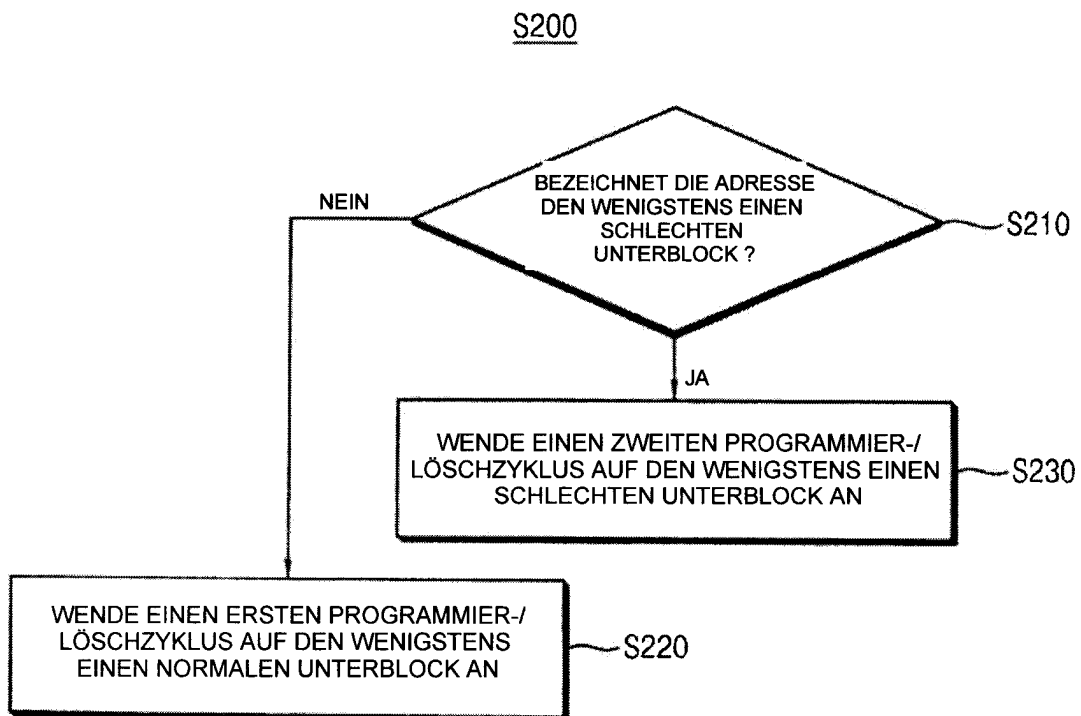 S200
BEZEICHNET DIE ADRESSE
DEN WENIGSTENS EINEN
SCHLECHTEN
UNTERBLOCK ?
S210
NEIN
JA
WENDE EINEN ZWEITEN PROGRAMMIER-/
LÖSCHZYKLUS AUF DEN WENIGSTENS EINEN
SCHLECHTEN UNTERBLOCK AN
S230
WENDE EINEN ERSTEN PROGRAMMIER-/
LÖSCHZYKLUS AUF DEN WENIGSTENS
EINEN NORMALEN UNTERBLOCK AN
S220